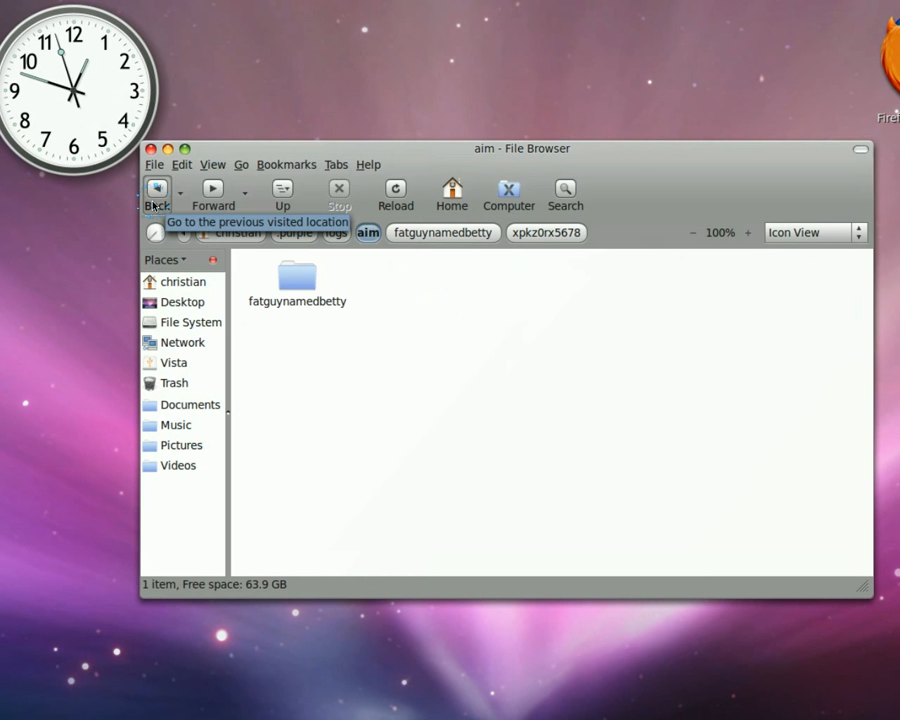 12
11 1
10 2
9 3
8 4
7 5
6
aim - File Browser
File Edit View Go Bookmarks Tabs Help
Back Forward Up Stop Reload Home Computer Search
Go to the previous visited location
christian .purple logs aim fatguynamedbetty xpkz0rx5678 − 100% + Icon View
Places
christian
Desktop
File System
Network
Vista
Trash
Documents
Music
Pictures
Videos
fatguynamedbetty
1 item, Free space: 63.9 GB